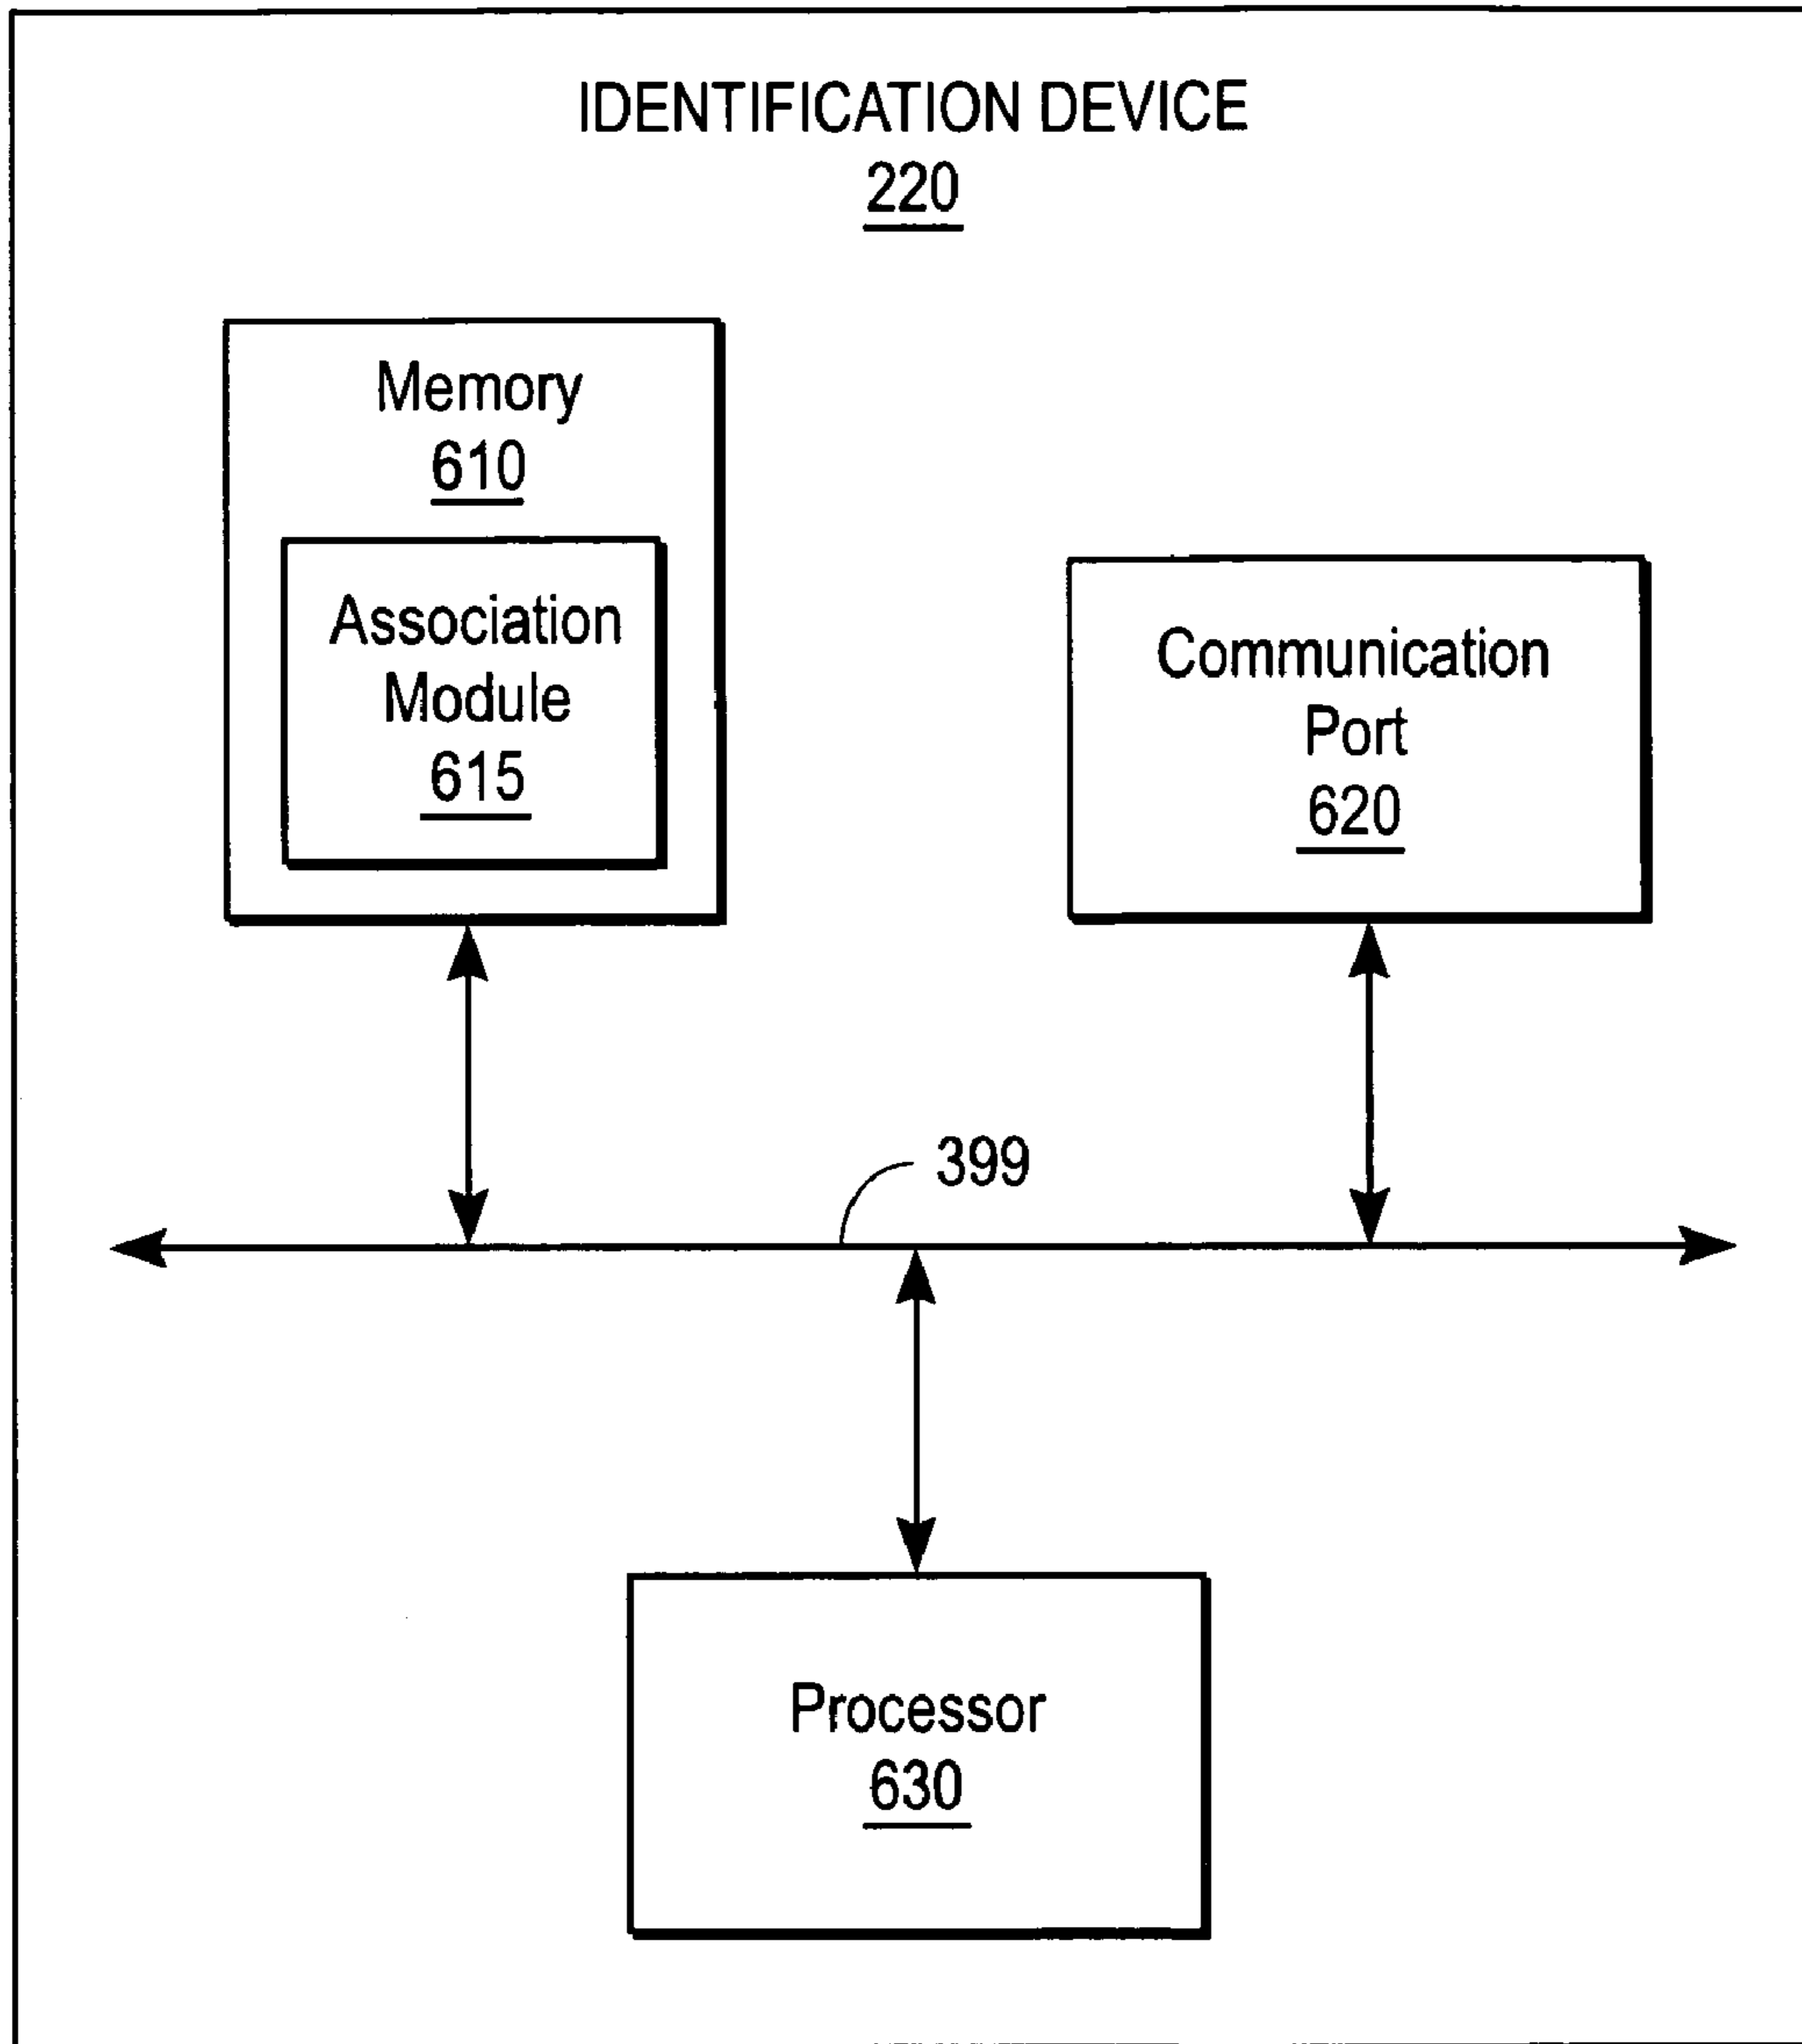 IDENTIFICATION DEVICE
220
Memory
610
Association
Module
615
Communication
Port
620
399
Processor
630